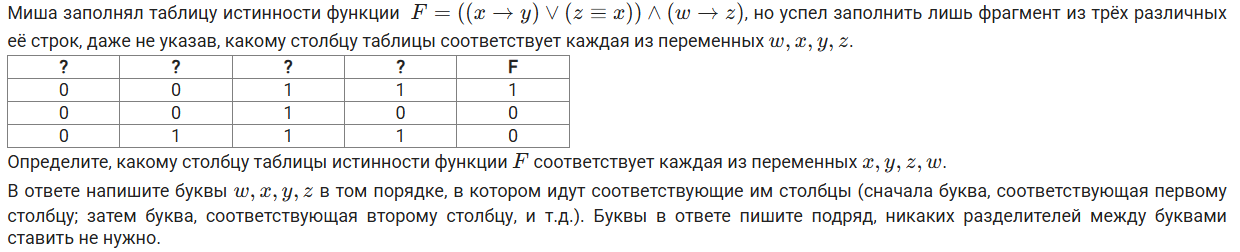 Миша заполнял таблицу истинности функции F = ((x → y) ∨ (z ≡ x)) ∧ (w → z), но успел заполнить лишь фрагмент из трёх различных
её строк, даже не указав, какому столбцу таблицы соответствует каждая из переменных w, x, y, z.
? ? ? ? F
0 0 1 1 1
0 0 1 0 0
0 1 1 1 0
Определите, какому столбцу таблицы истинности функции F соответствует каждая из переменных x, y, z, w.
В ответе напишите буквы w, x, y, z в том порядке, в котором идут соответствующие им столбцы (сначала буква, соответствующая первому
столбцу; затем буква, соответствующая второму столбцу, и т.д.). Буквы в ответе пишите подряд, никаких разделителей между буквами
ставить не нужно.